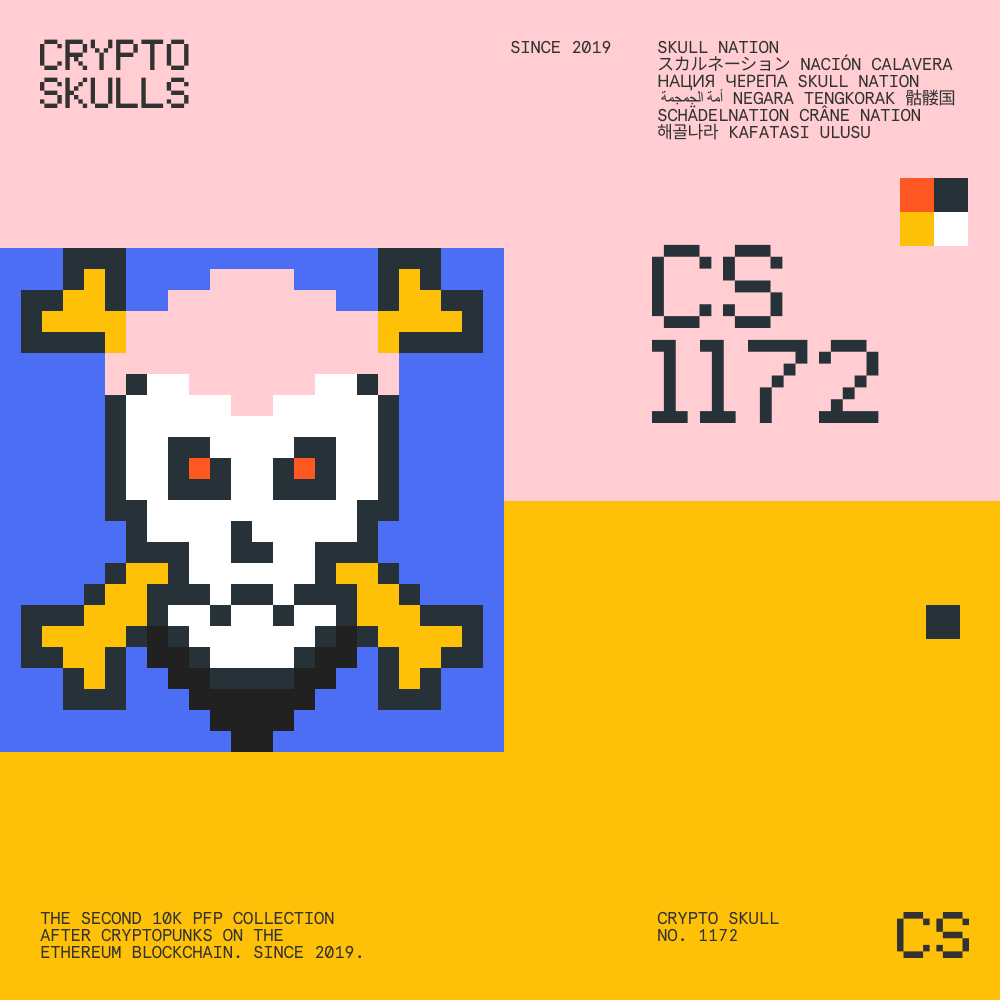 CRYPTO
SKULLS
SINCE 2019
SKULL NATION
スカルネーション NACIÓN CALAVERA
НАЦИЯ ЧЕРЕПА SKULL NATION
أمة الجمجمة NEGARA TENGKORAK 骷髅国
SCHÄDELNATION CRÂNE NATION
해골나라 KAFATASI ULUSU
CS
1172
THE SECOND 10K PFP COLLECTION
AFTER CRYPTOPUNKS ON THE
ETHEREUM BLOCKCHAIN. SINCE 2019.
CRYPTO SKULL
NO. 1172
CS